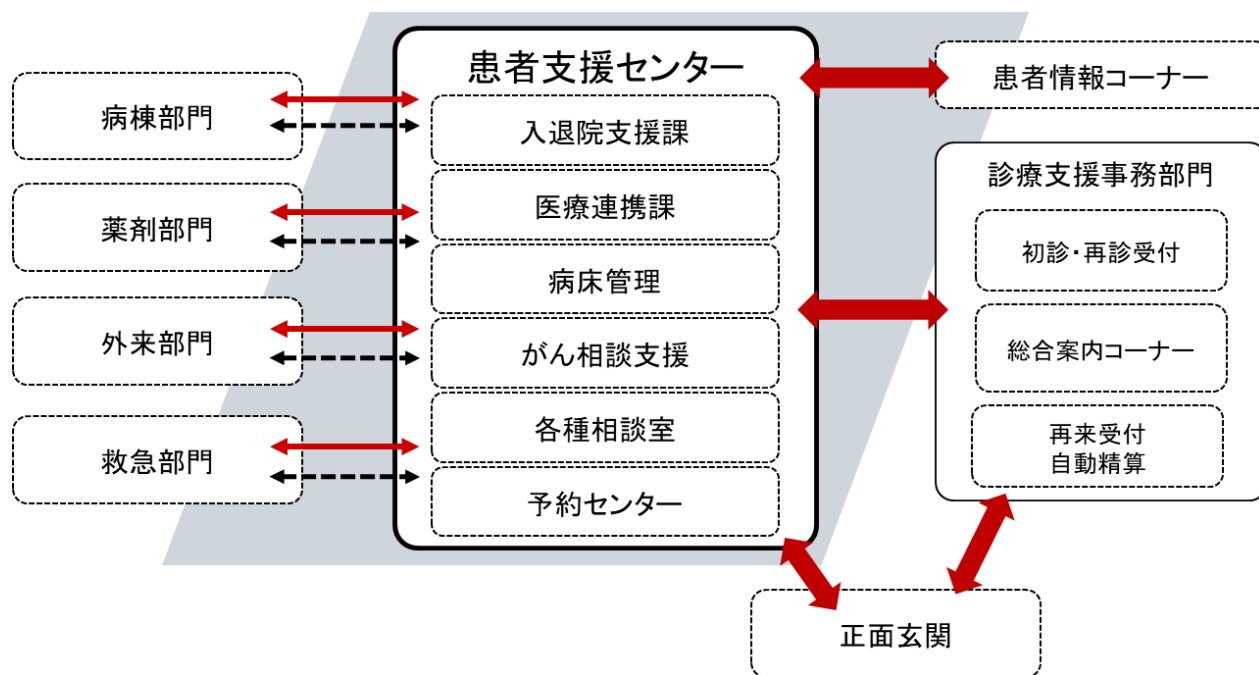 患者支援センター
入退院支援課
医療連携課
病床管理
がん相談支援
各種相談室
予約センター
病棟部門
薬剤部門
外来部門
救急部門
患者情報コーナー
診療支援事務部門
初診・再診受付
総合案内コーナー
再来受付
自動精算
正面玄関